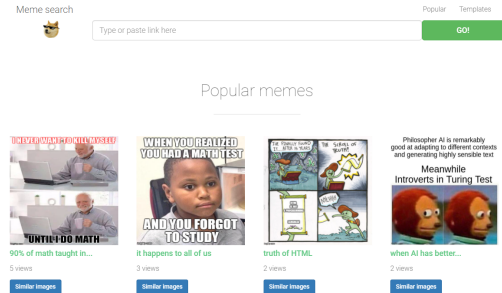 Meme search
Popular
Templates
Type or paste link here
GO!
Popular memes
I NEVER WANT TO KILL MYSELF
UNTIL I DO MATH
WHEN YOU REALIZED
YOU HAD A MATH TEST
AND YOU FORGOT
TO STUDY
THE SCROLL OF
TRUTH!
Philosopher AI is remarkably
good at adapting to different contexts
and generating highly sensible text
Meanwhile
Introverts in Turing Test
90% of math taught in...
it happens to all of us
truth of HTML
when AI has better...
5 views
3 views
2 views
2 views
Similar images
Similar images
Similar images
Similar images